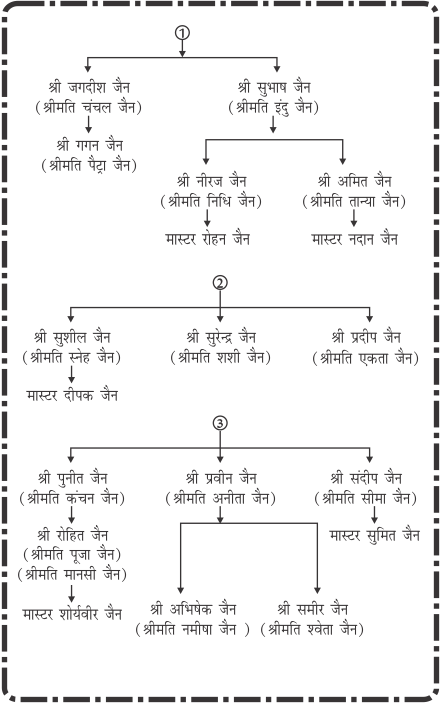 ①
श्री जगदीश जैन
(श्रीमति चंचल जैन)
श्री गगन जैन
(श्रीमति पैट्रा जैन)
श्री सुभाष जैन
(श्रीमति इंदु जैन)
श्री नीरज जैन
(श्रीमति निधि जैन)
मास्टर रोहन जैन
श्री अमित जैन
(श्रीमति तान्या जैन)
मास्टर नदान जैन
②
श्री सुशील जैन
(श्रीमति स्नेह जैन)
मास्टर दीपक जैन
श्री सुरेन्द्र जैन
(श्रीमति शशी जैन)
श्री प्रदीप जैन
(श्रीमति एकता जैन)
③
श्री पुनीत जैन
(श्रीमति कंचन जैन)
श्री रोहित जैन
(श्रीमति पूजा जैन)
(श्रीमति मानसी जैन)
मास्टर शोर्यवीर जैन
श्री प्रवीन जैन
(श्रीमति अनीता जैन)
श्री अभिषेक जैन
(श्रीमति नमीषा जैन )
श्री समीर जैन
(श्रीमति श्वेता जैन)
श्री संदीप जैन
(श्रीमति सीमा जैन)
मास्टर सुमित जैन